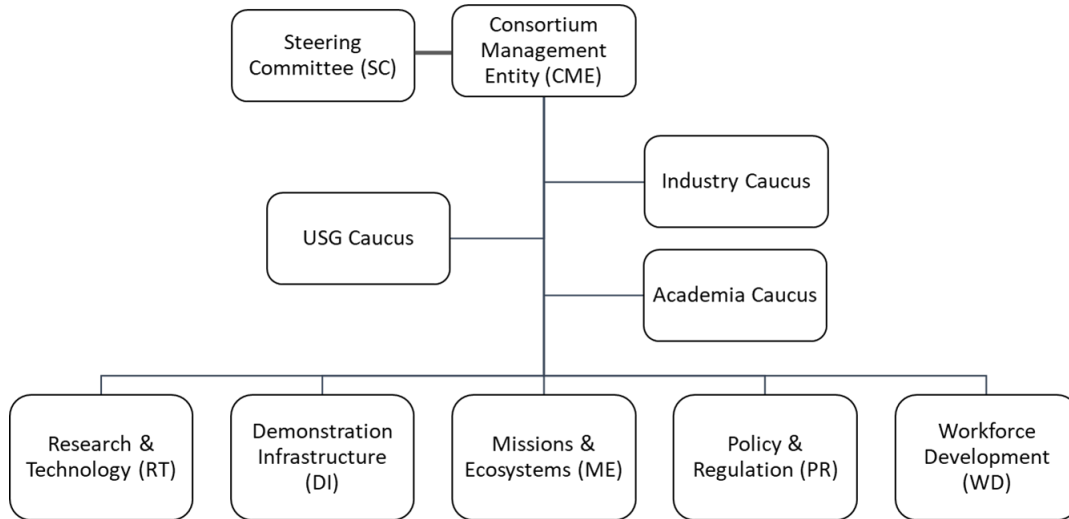 Steering
Committee (SC)
Consortium
Management
Entity (CME)
Industry Caucus
USG Caucus
Academia Caucus
Research &
Technology (RT)
Demonstration
Infrastructure
(DI)
Missions &
Ecosystems (ME)
Policy &
Regulation (PR)
Workforce
Development
(WD)